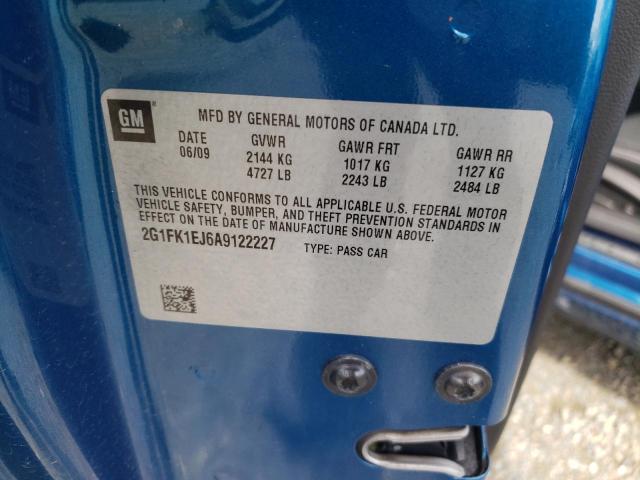 GM
MFD BY GENERAL MOTORS OF CANADA LTD.
DATE GVWR GAWR FRT GAWR RR
06/09 2144 KG 1017 KG 1127 KG
4727 LB 2243 LB 2484 LB
THIS VEHICLE CONFORMS TO ALL APPLICABLE U.S. FEDERAL MOTOR
VEHICLE SAFETY, BUMPER, AND THEFT PREVENTION STANDARDS IN
EFFECT ON THE DATE OF MANUFACTURE SHOWN ABOVE.
2G1FK1EJ6A9122227 TYPE: PASS CAR